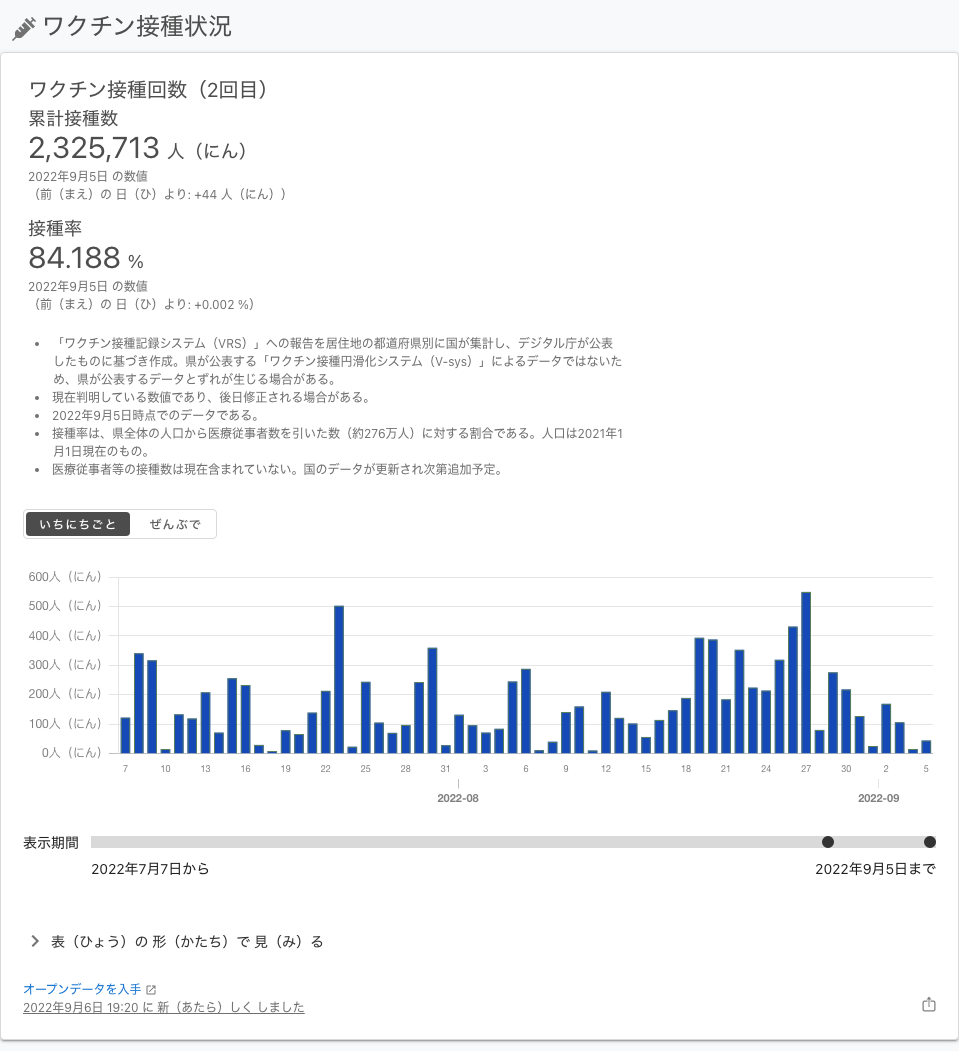 ワクチン接種状況
ワクチン接種回数（2回目）
累計接種数
2,325,713 人（にん）
2022年9月5日 の数値
（前（まえ）の 日（ひ）より: +44 人（にん））
接種率
84.188 %
2022年9月5日 の数値
（前（まえ）の 日（ひ）より: +0.002 %）
• 「ワクチン接種記録システム（VRS）」への報告を居住地の都道府県別に国が集計し、デジタル庁が公表
したものに基づき作成。県が公表する「ワクチン接種円滑化システム（V-sys）」によるデータではないた
め、県が公表するデータとずれが生じる場合がある。
• 現在判明している数値であり、後日修正される場合がある。
• 2022年9月5日時点でのデータである。
• 接種率は、県全体の人口から医療従事者数を引いた数（約276万人）に対する割合である。人口は2021年1
月1日現在のもの。
• 医療従事者等の接種数は現在含まれていない。国のデータが更新され次第追加予定。
いちにちごと ぜんぶで
600人（にん）
500人（にん）
400人（にん）
300人（にん）
200人（にん）
100人（にん）
0人（にん）
7 10 13 16 19 22 25 28 31 3 6 9 12 15 18 21 24 27 30 2 5
2022-08 2022-09
表示期間
2022年7月7日から 2022年9月5日まで
表（ひょう）の 形（かたち）で 見（み）る
オープンデータを入手
2022年9月6日 19:20 に 新（あたら）しく しました